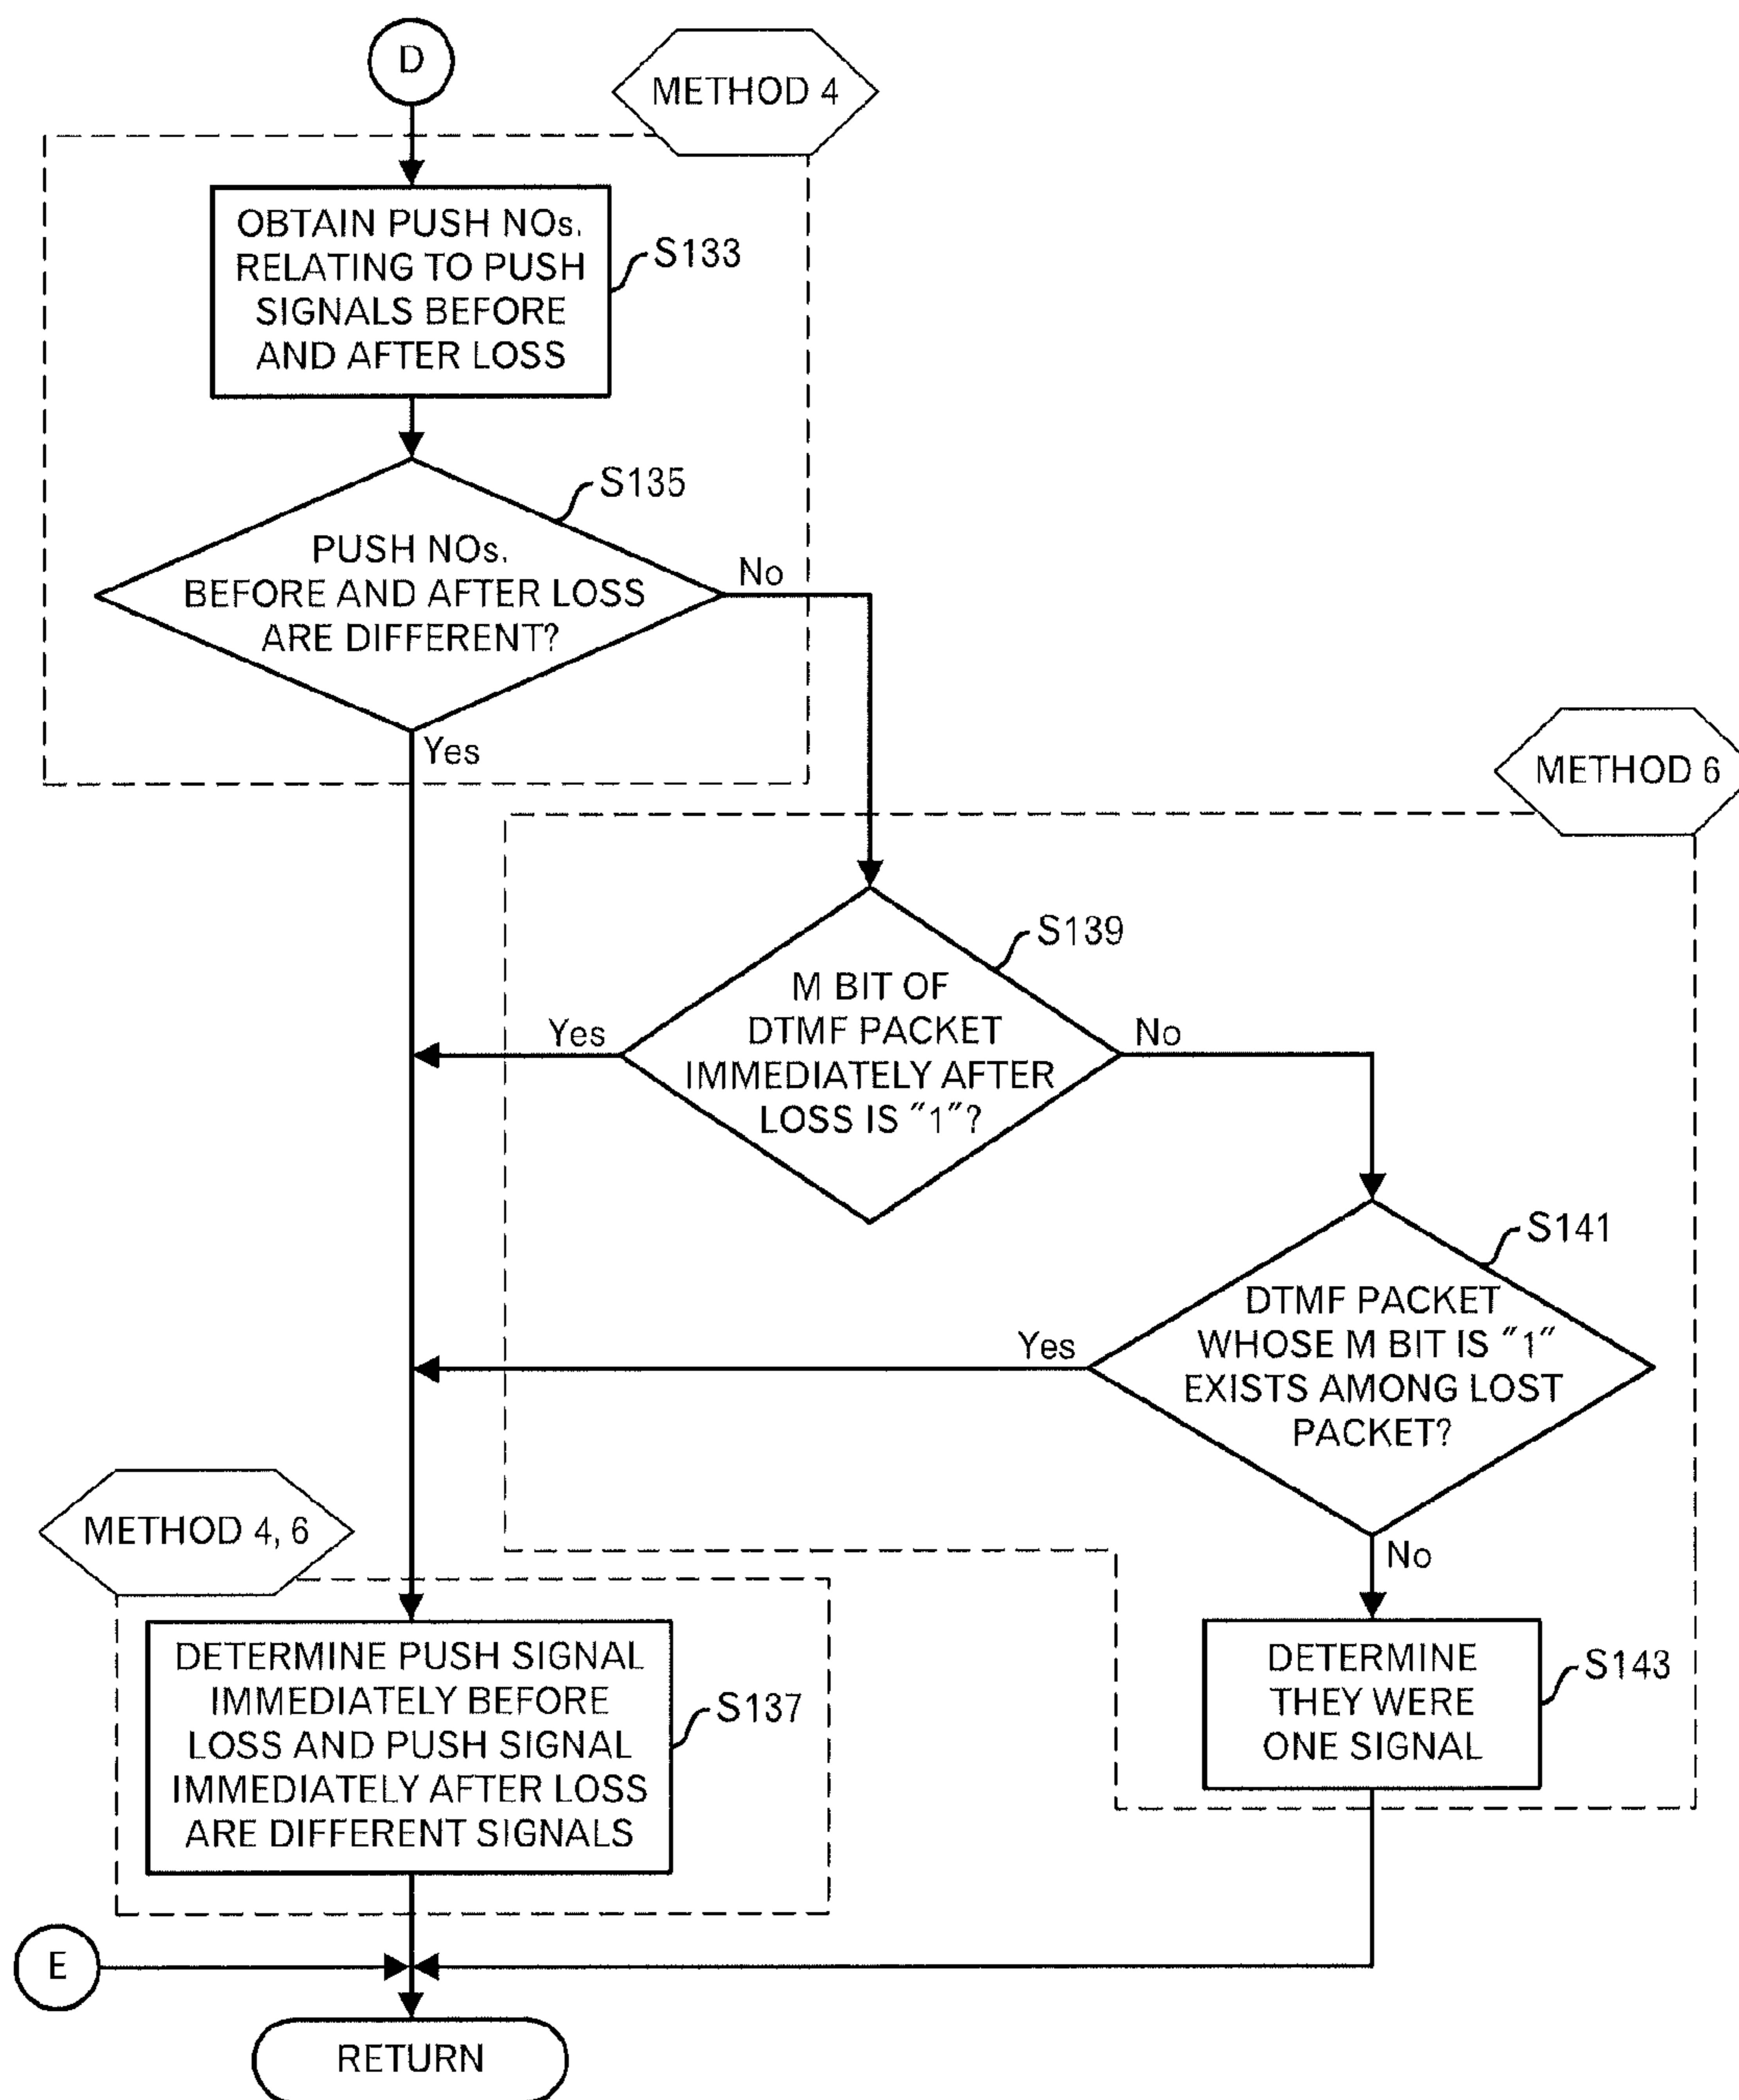 D
METHOD 4
OBTAIN PUSH NOs.
RELATING TO PUSH
SIGNALS BEFORE
AND AFTER LOSS
S133
S135
PUSH NOs.
BEFORE AND AFTER LOSS
ARE DIFFERENT?
No
Yes
METHOD 6
S139
M BIT OF
DTMF PACKET
IMMEDIATELY AFTER
LOSS IS "1"?
Yes
No
S141
DTMF PACKET
WHOSE M BIT IS "1"
EXISTS AMONG LOST
PACKET?
Yes
No
METHOD 4, 6
DETERMINE PUSH SIGNAL
IMMEDIATELY BEFORE
LOSS AND PUSH SIGNAL
IMMEDIATELY AFTER LOSS
ARE DIFFERENT SIGNALS
S137
DETERMINE
THEY WERE
ONE SIGNAL
S143
E
RETURN